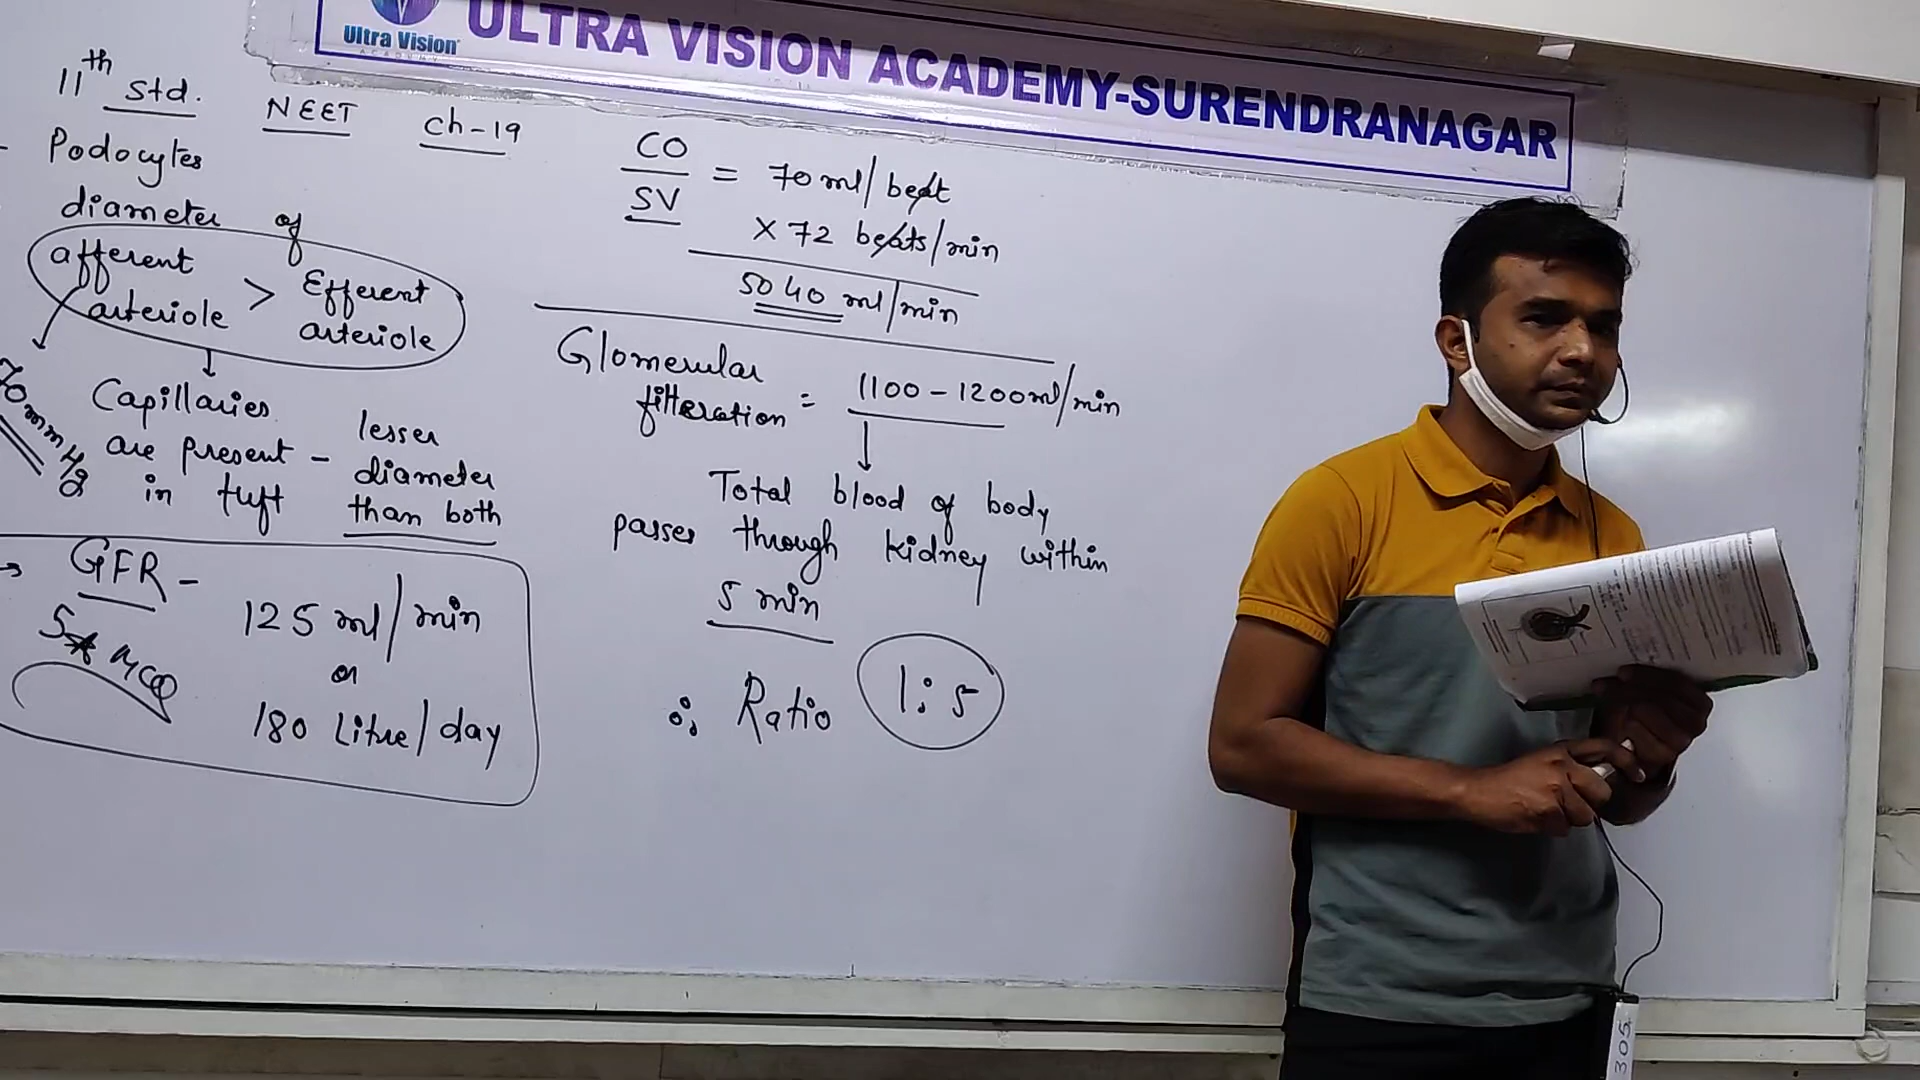 Ultra Vision
ACADEMY
ULTRA VISION ACADEMY-SURENDRANAGAR
11th std. NEET Ch-19
- Podocytes
diameter of
afferent arteriole > Efferent arteriole
70mmHg
Capillaries
are present - lesser
in tuft diameter
than both
→ GFR - 125 ml/min
or
180 Litre/day
5* MCQ
CO
SV = 70 ml/beat
X 72 beats/min
5040 ml/min
Glomerular
filteration = 1100-1200ml/min
Total blood of body
passes through kidney within
5 min
∴ Ratio 1:5
305